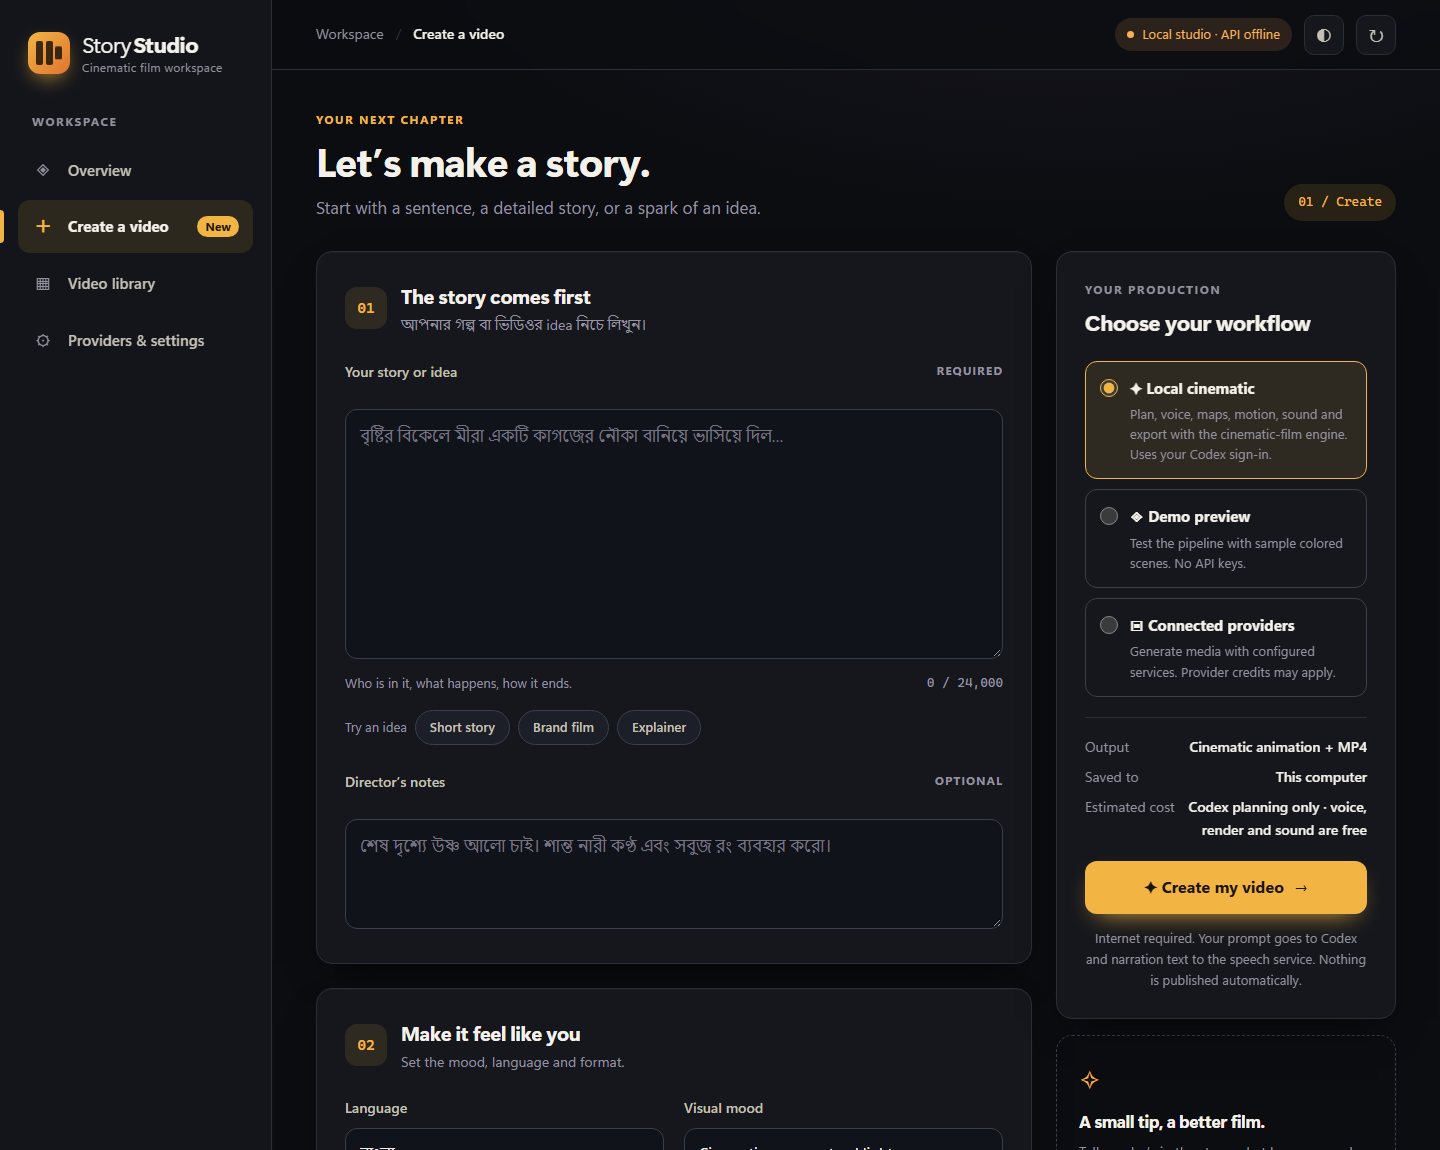 StoryStudio
Cinematic film workspace
WORKSPACE
Overview
Create a video New
Video library
Providers & settings
Workspace / Create a video
Local studio · API offline
YOUR NEXT CHAPTER
Let’s make a story.
Start with a sentence, a detailed story, or a spark of an idea.
01 / Create
01
The story comes first
আপনার গল্প বা ভিডিওর idea নিচে লিখুন।
Your story or idea REQUIRED
বৃষ্টির বিকেলে মীরা একটি কাগজের নৌকা বানিয়ে ভাসিয়ে দিল...
Who is in it, what happens, how it ends. 0 / 24,000
Try an idea Short story Brand film Explainer
Director’s notes OPTIONAL
শেষ দৃশ্যে উষ্ণ আলো চাই। শান্ত নারী কণ্ঠ এবং সবুজ রং ব্যবহার করো।
02
Make it feel like you
Set the mood, language and format.
Language Visual mood
YOUR PRODUCTION
Choose your workflow
Local cinematic
Plan, voice, maps, motion, sound and
export with the cinematic-film engine.
Uses your Codex sign-in.
Demo preview
Test the pipeline with sample colored
scenes. No API keys.
Connected providers
Generate media with configured
services. Provider credits may apply.
Output Cinematic animation + MP4
Saved to This computer
Estimated cost Codex planning only · voice,
render and sound are free
Create my video →
Internet required. Your prompt goes to Codex
and narration text to the speech service. Nothing
is published automatically.
A small tip, a better film.